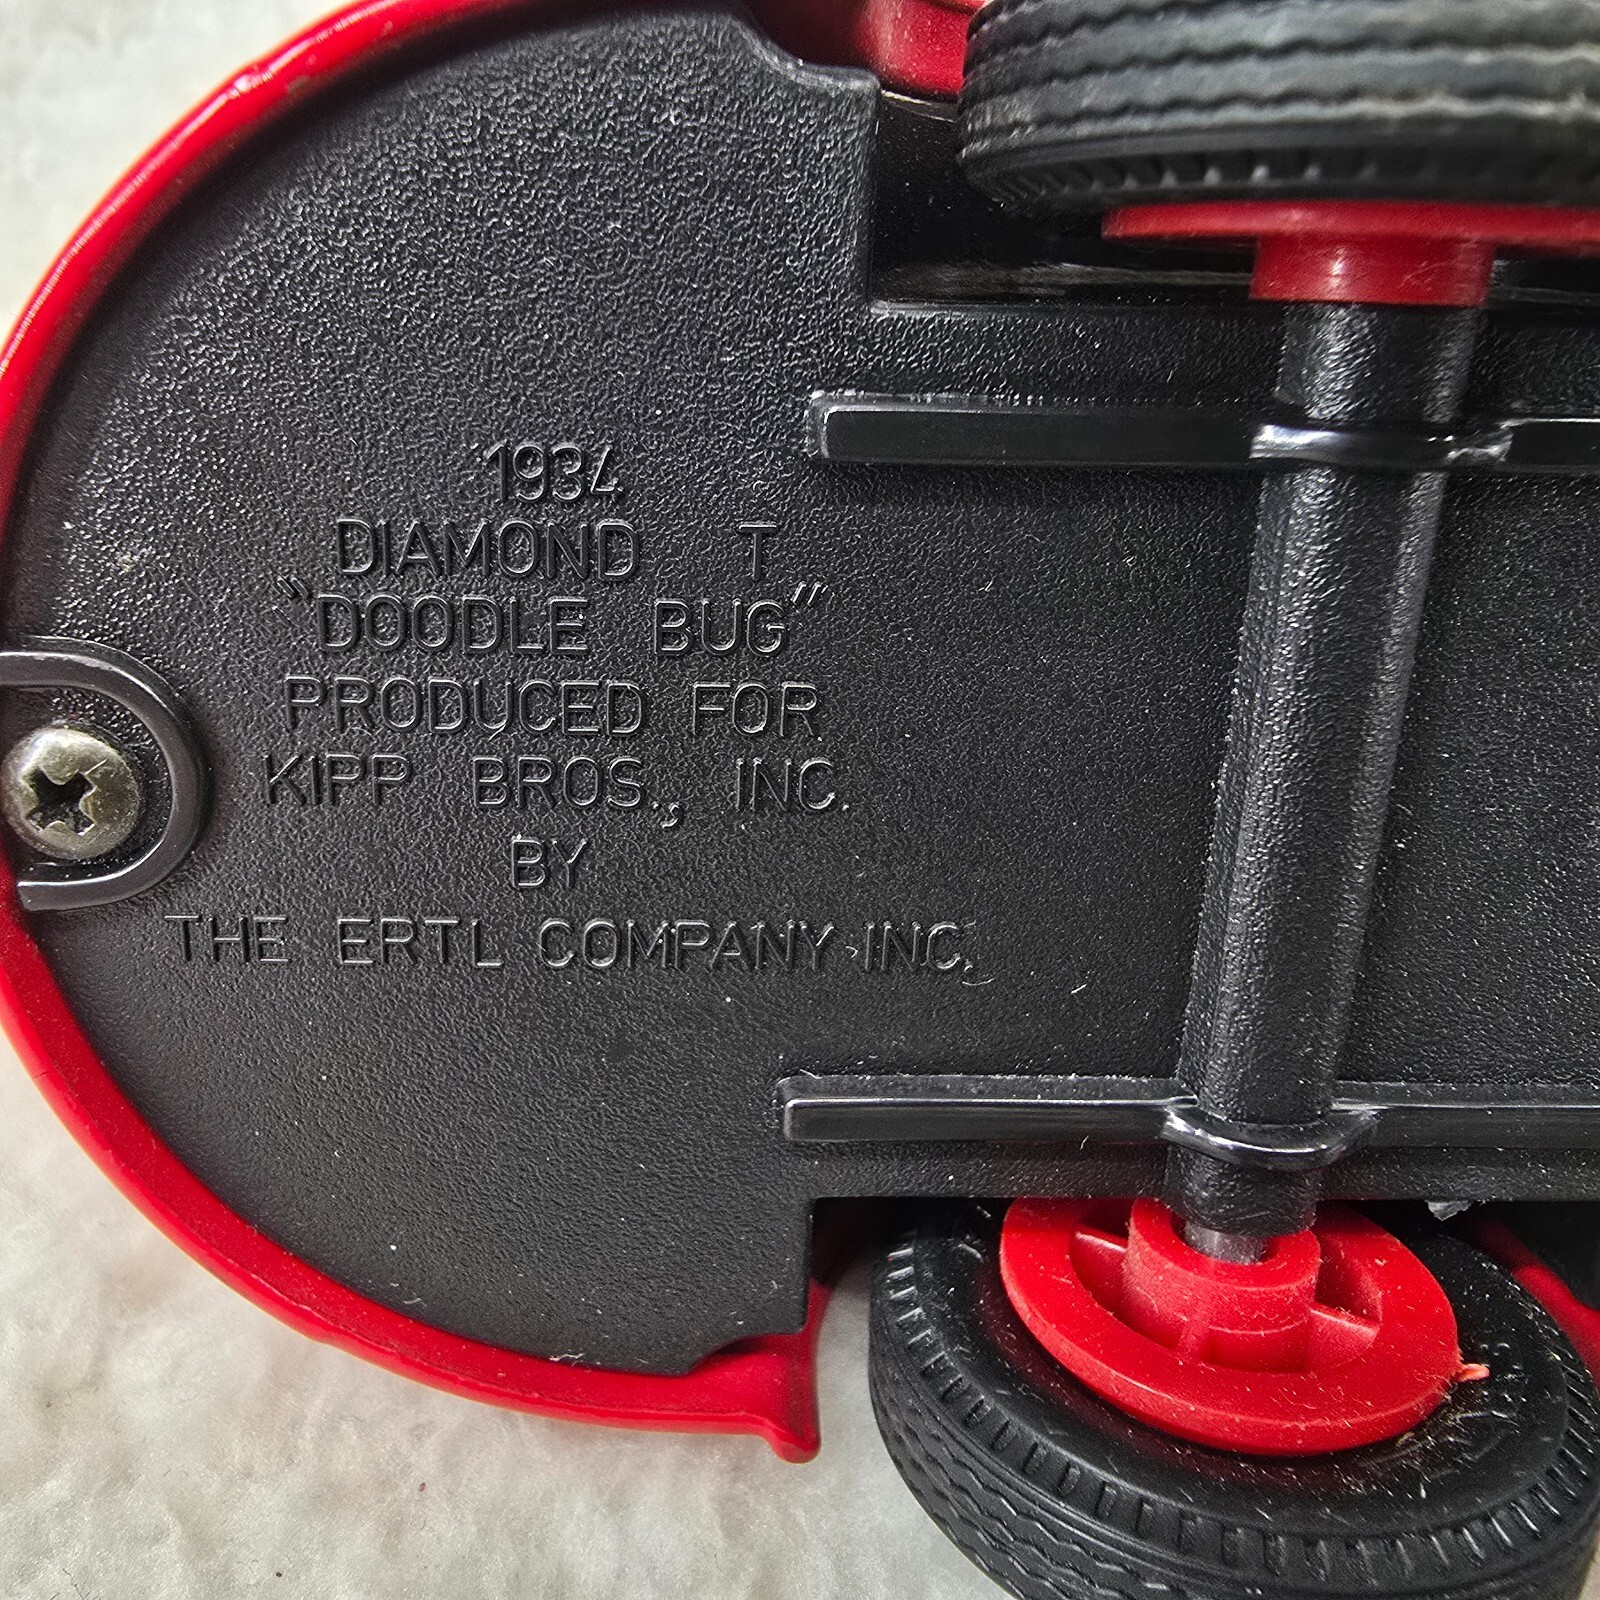 1934
DIAMOND T
"DOODLE BUG"
PRODUCED FOR
KIPP BROS., INC.
BY
THE ERTL COMPANY, INC.